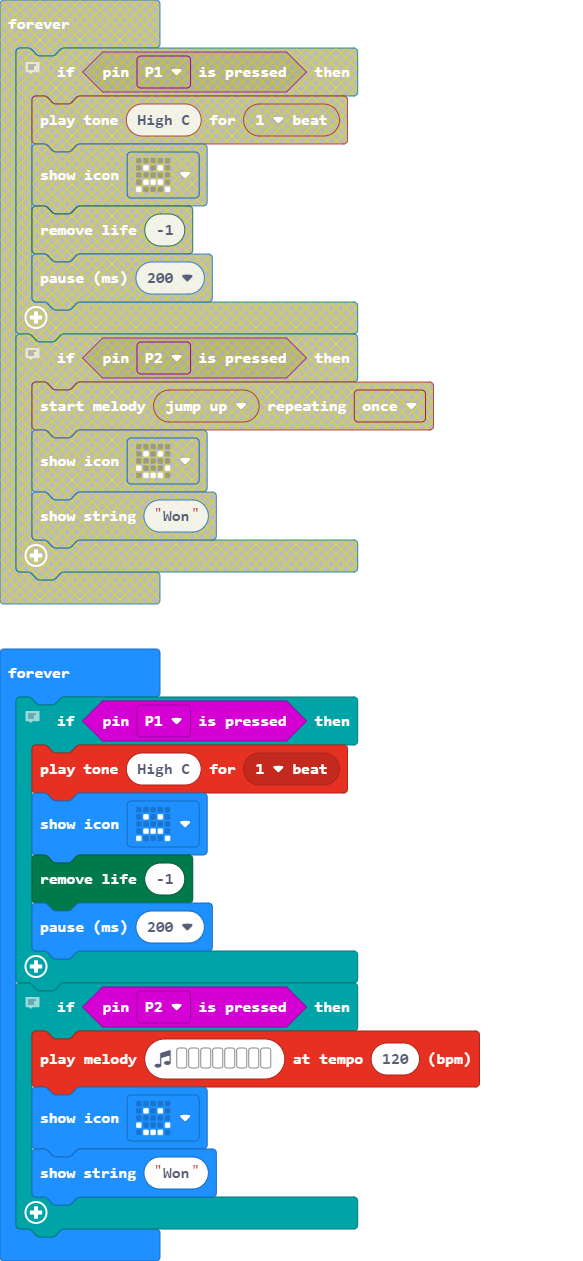 forever
if pin P1 is pressed then
play tone High C for 1 beat
show icon
remove life -1
pause (ms) 200
if pin P2 is pressed then
start melody jump up repeating once
show icon
show string "Won"
forever
if pin P1 is pressed then
play tone High C for 1 beat
show icon
remove life -1
pause (ms) 200
if pin P2 is pressed then
play melody at tempo 120 (bpm)
show icon
show string "Won"